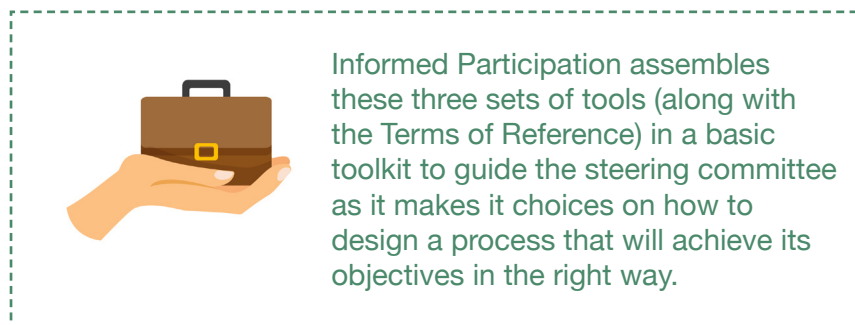 Informed Participation assembles
these three sets of tools (along with
the Terms of Reference) in a basic
toolkit to guide the steering committee
as it makes it choices on how to
design a process that will achieve its
objectives in the right way.